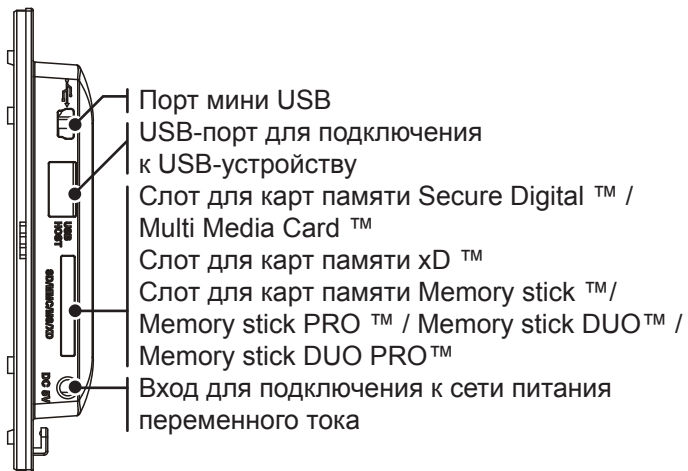 Порт мини USB
USB-порт для подключения
к USB-устройству
Слот для карт памяти Secure Digital ™ /
Multi Media Card ™
Слот для карт памяти xD ™
Слот для карт памяти Memory stick ™/
Memory stick PRO ™ / Memory stick DUO™ /
Memory stick DUO PRO™
Вход для подключения к сети питания
переменного тока
USB
HOST
SD/MMC/MS/XD
DC 5V